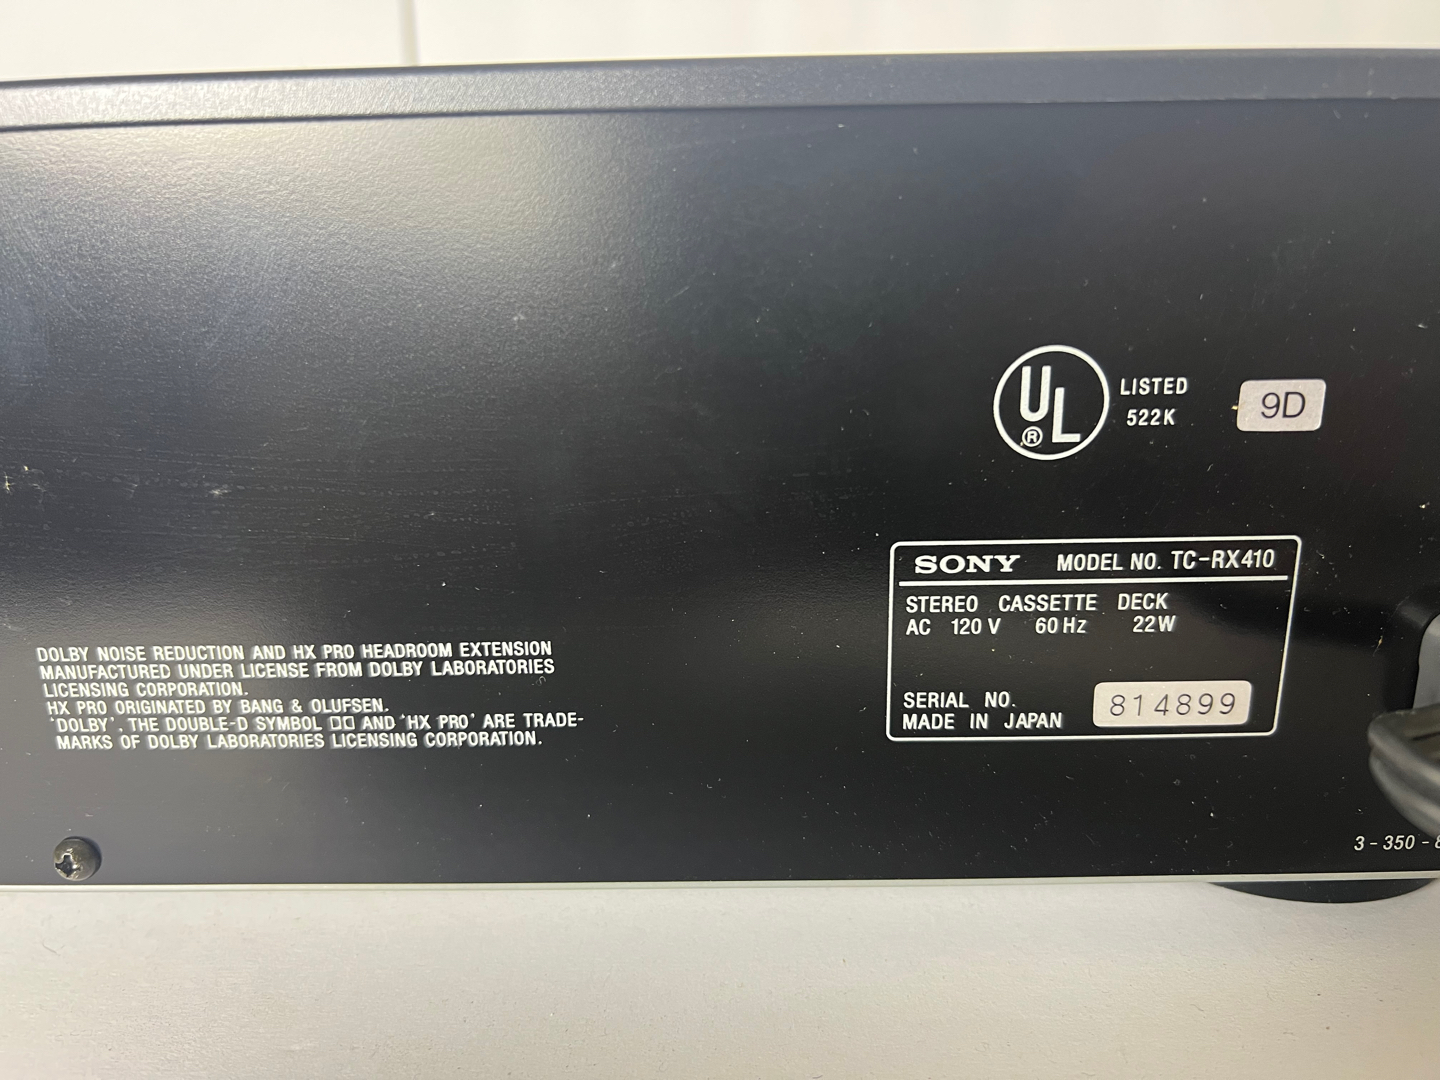 UL
®
LISTED
522K
9D
SONY MODEL NO. TC-RX410
STEREO CASSETTE DECK
AC 120 V 60 Hz 22W
SERIAL NO.
MADE IN JAPAN 814899
DOLBY NOISE REDUCTION AND HX PRO HEADROOM EXTENSION
MANUFACTURED UNDER LICENSE FROM DOLBY LABORATORIES
LICENSING CORPORATION.
HX PRO ORIGINATED BY BANG & OLUFSEN.
'DOLBY', THE DOUBLE-D SYMBOL AND 'HX PRO' ARE TRADE-
MARKS OF DOLBY LABORATORIES LICENSING CORPORATION.
3-350-